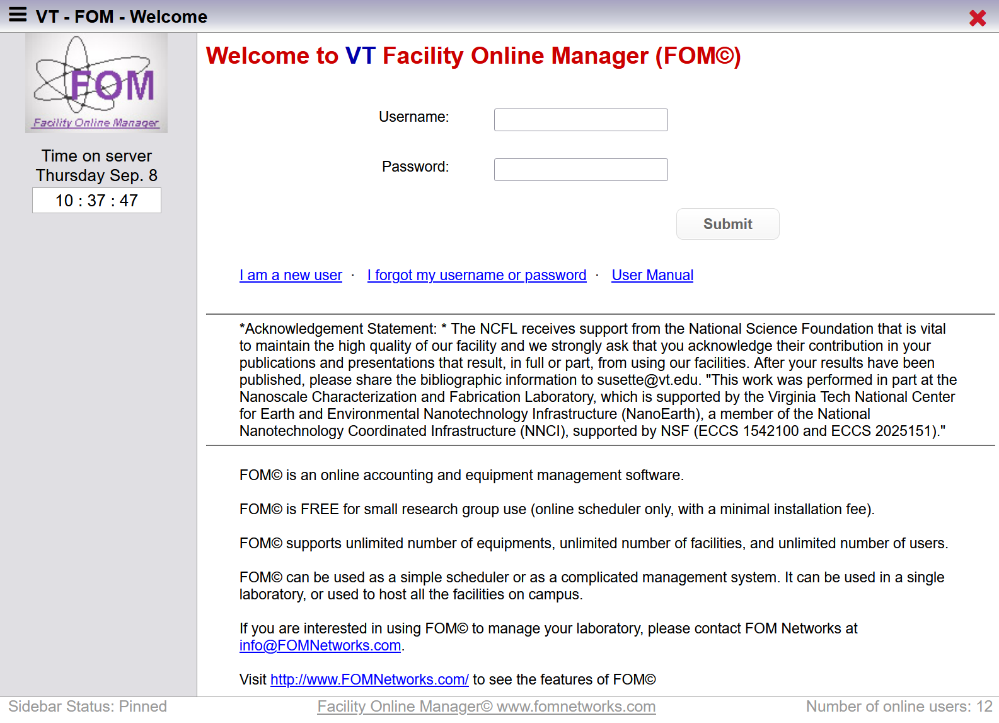 VT - FOM - Welcome
FOM
Facility Online Manager
Time on server
Thursday Sep. 8
10 : 37 : 47
Welcome to VT Facility Online Manager (FOM©)
Username:
Password:
Submit
I am a new user · I forgot my username or password · User Manual
*Acknowledgement Statement: * The NCFL receives support from the National Science Foundation that is vital
to maintain the high quality of our facility and we strongly ask that you acknowledge their contribution in your
publications and presentations that result, in full or part, from using our facilities. After your results have been
published, please share the bibliographic information to susette@vt.edu. "This work was performed in part at the
Nanoscale Characterization and Fabrication Laboratory, which is supported by the Virginia Tech National Center
for Earth and Environmental Nanotechnology Infrastructure (NanoEarth), a member of the National
Nanotechnology Coordinated Infrastructure (NNCI), supported by NSF (ECCS 1542100 and ECCS 2025151)."
FOM© is an online accounting and equipment management software.
FOM© is FREE for small research group use (online scheduler only, with a minimal installation fee).
FOM© supports unlimited number of equipments, unlimited number of facilities, and unlimited number of users.
FOM© can be used as a simple scheduler or as a complicated management system. It can be used in a single
laboratory, or used to host all the facilities on campus.
If you are interested in using FOM© to manage your laboratory, please contact FOM Networks at
info@FOMNetworks.com.
Visit http://www.FOMNetworks.com/ to see the features of FOM©
Sidebar Status: Pinned
Facility Online Manager© www.fomnetworks.com
Number of online users: 12